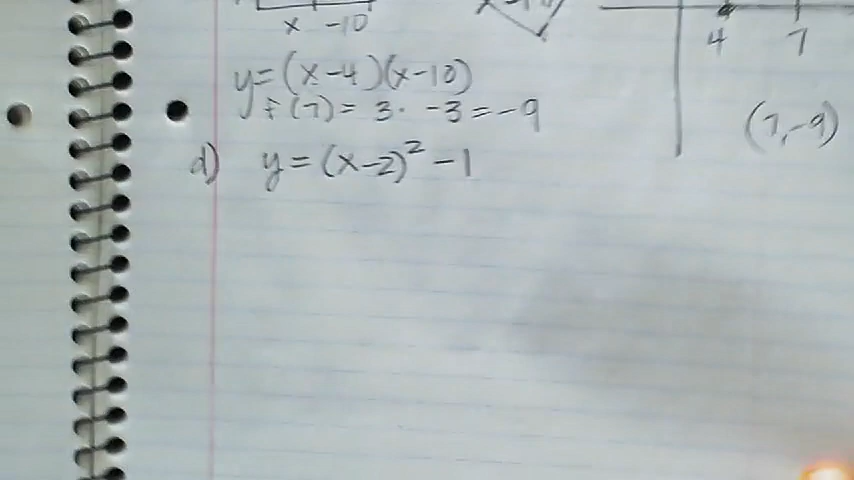 x -10
4 7
y=(x-4)(x-10)
f(7)= 3· -3=-9
(7,-9)
d) y=(x-2)² -1